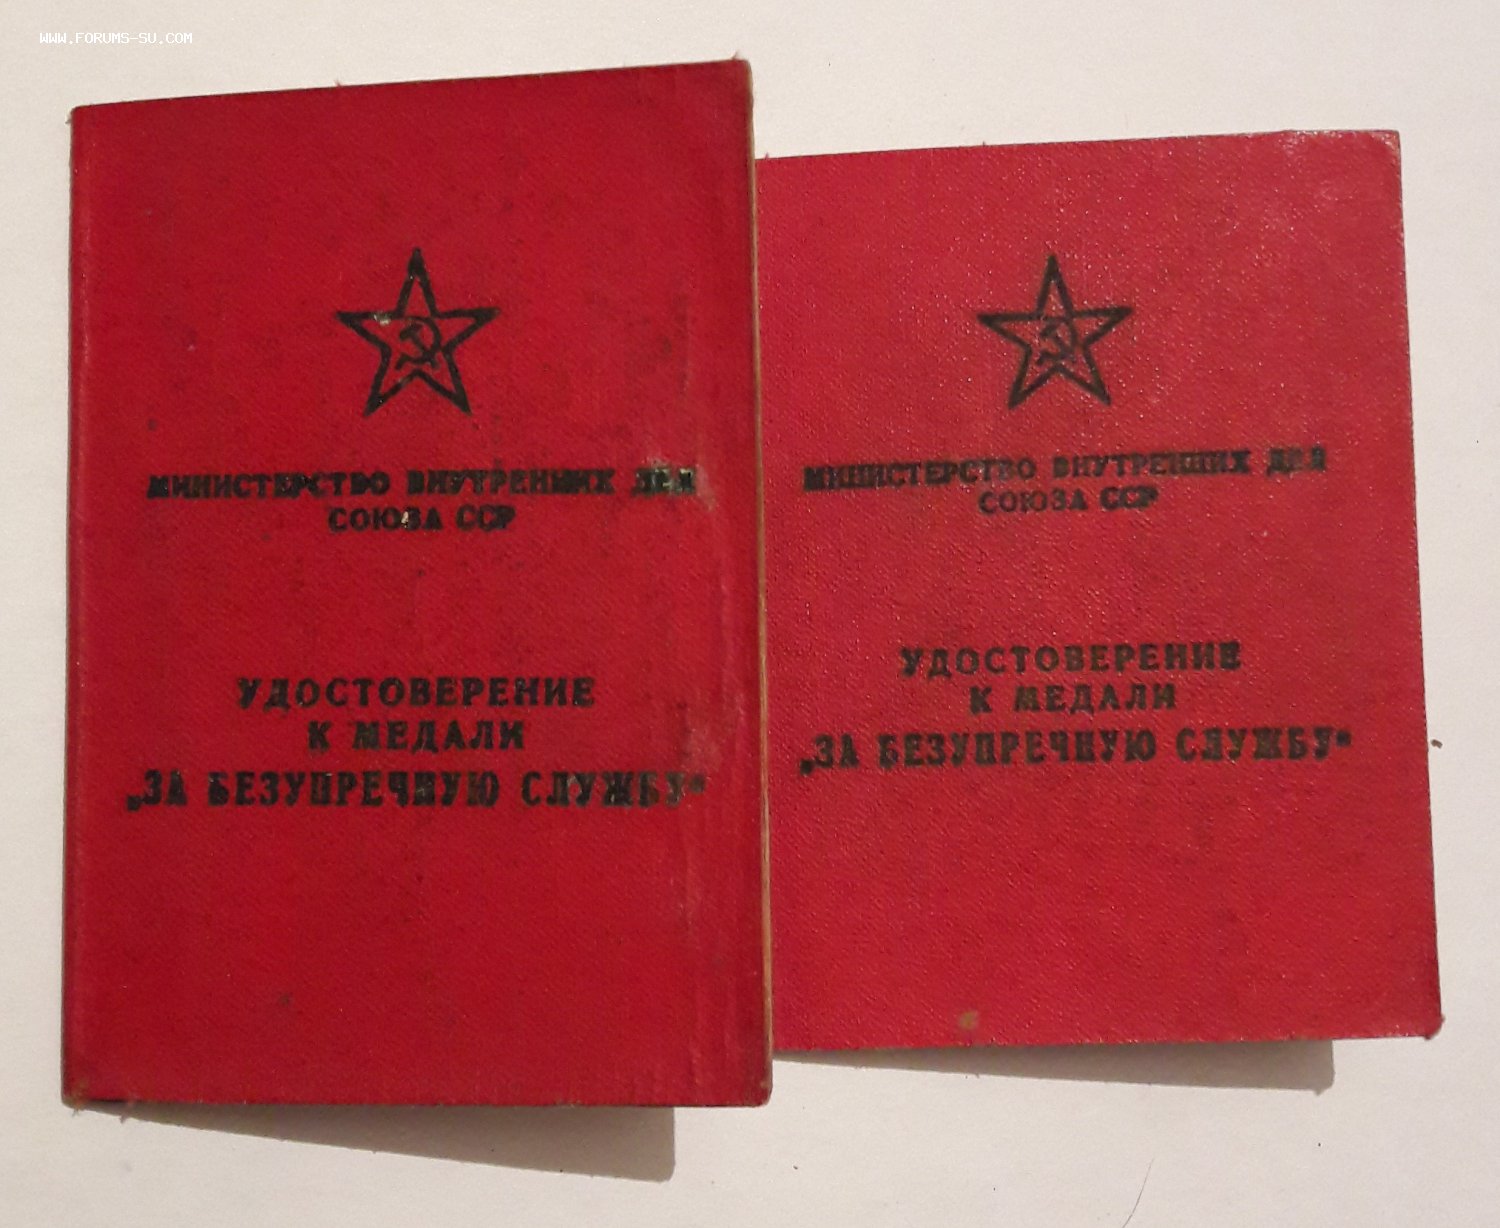 WWW.FORUMS-SU.COM
МИНИСТЕРСТВО ВНУТРЕННИХ ДЕЛ
СОЮЗА ССР
УДОСТОВЕРЕНИЕ
К МЕДАЛИ
„ЗА БЕЗУПРЕЧНУЮ СЛУЖБУ“
МИНИСТЕРСТВО ВНУТРЕННИХ ДЕЛ
СОЮЗА ССР
УДОСТОВЕРЕНИЕ
К МЕДАЛИ
„ЗА БЕЗУПРЕЧНУЮ СЛУЖБУ“